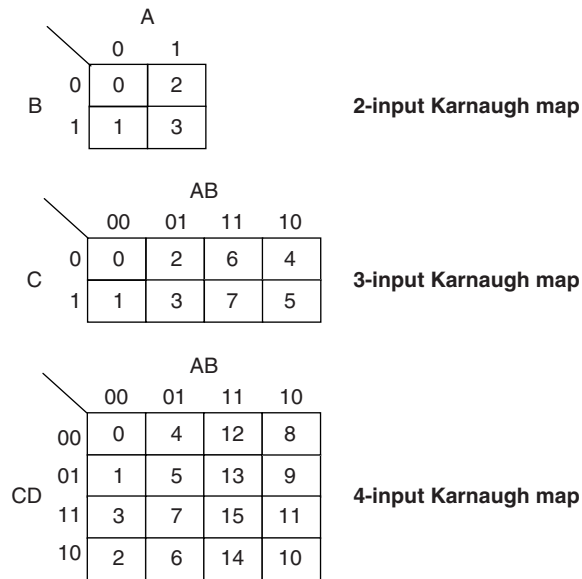 A
0 1
0 0 2
B 2-input Karnaugh map
1 1 3
AB
00 01 11 10
0 0 2 6 4
C 3-input Karnaugh map
1 1 3 7 5
AB
00 01 11 10
00 0 4 12 8
01 1 5 13 9
CD 4-input Karnaugh map
11 3 7 15 11
10 2 6 14 10